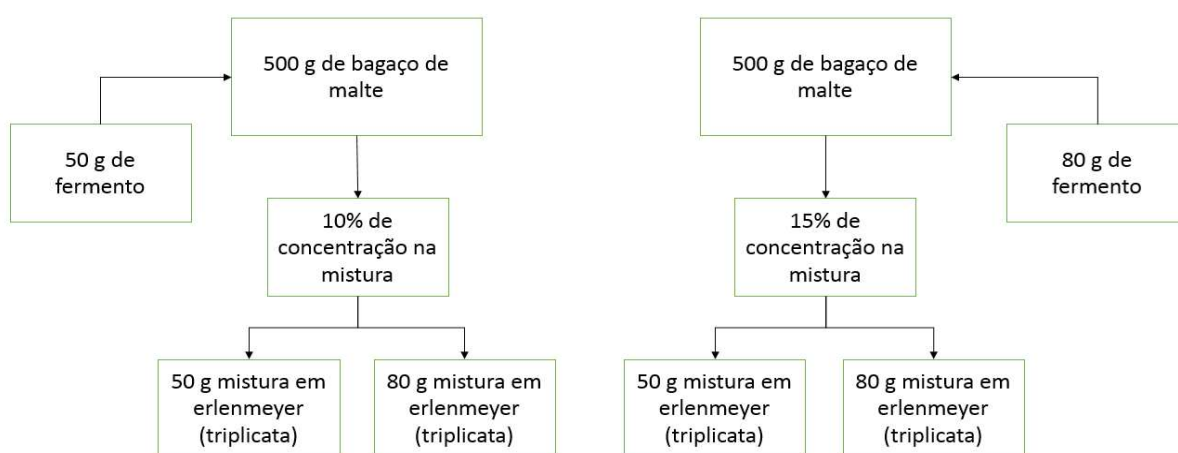 500 g de bagaço de
malte
50 g de
fermento
10% de
concentração na
mistura
50 g mistura em
erlenmeyer
(triplicata)
80 g mistura em
erlenmeyer
(triplicata)
500 g de bagaço de
malte
80 g de
fermento
15% de
concentração na
mistura
50 g mistura em
erlenmeyer
(triplicata)
80 g mistura em
erlenmeyer
(triplicata)